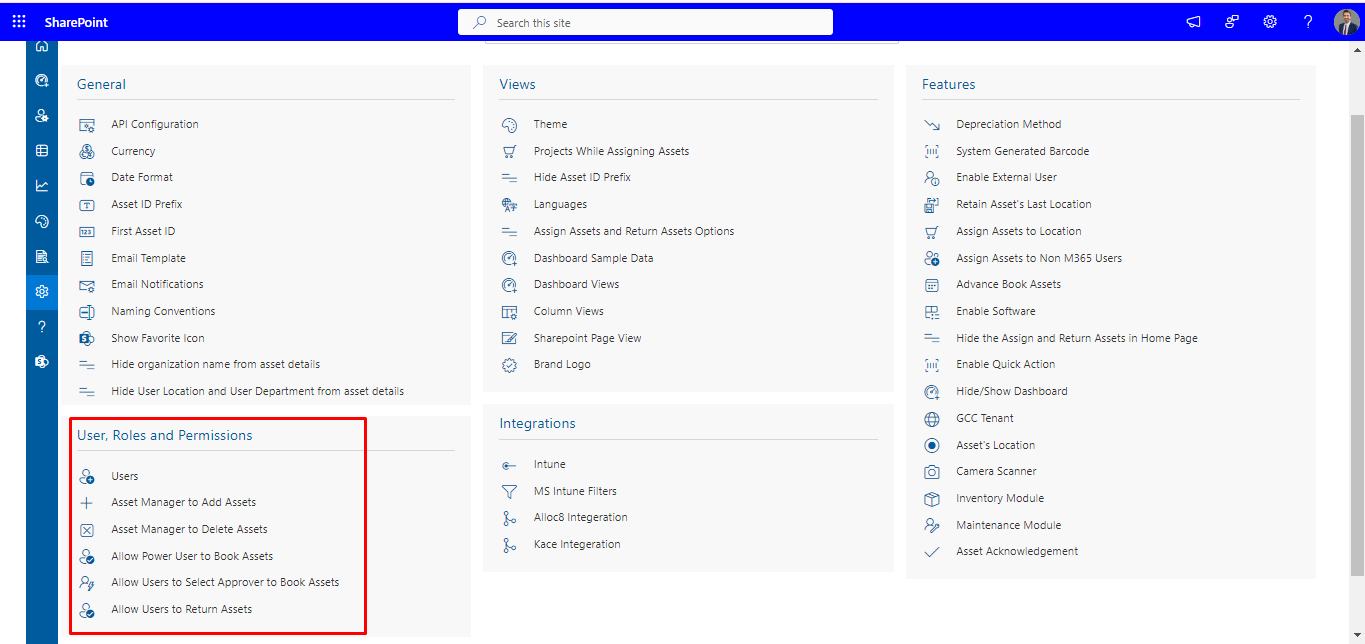 SharePoint
Search this site
General
API Configuration
Currency
Date Format
Asset ID Prefix
First Asset ID
Email Template
Email Notifications
Naming Conventions
Show Favorite Icon
Hide organization name from asset details
Hide User Location and User Department from asset details
User, Roles and Permissions
Users
Asset Manager to Add Assets
Asset Manager to Delete Assets
Allow Power User to Book Assets
Allow Users to Select Approver to Book Assets
Allow Users to Return Assets
Views
Theme
Projects While Assigning Assets
Hide Asset ID Prefix
Languages
Assign Assets and Return Assets Options
Dashboard Sample Data
Dashboard Views
Column Views
Sharepoint Page View
Brand Logo
Integrations
Intune
MS Intune Filters
Alloc8 Integeration
Kace Integeration
Features
Depreciation Method
System Generated Barcode
Enable External User
Retain Asset's Last Location
Assign Assets to Location
Assign Assets to Non M365 Users
Advance Book Assets
Enable Software
Hide the Assign and Return Assets in Home Page
Enable Quick Action
Hide/Show Dashboard
GCC Tenant
Asset's Location
Camera Scanner
Inventory Module
Maintenance Module
Asset Acknowledgement